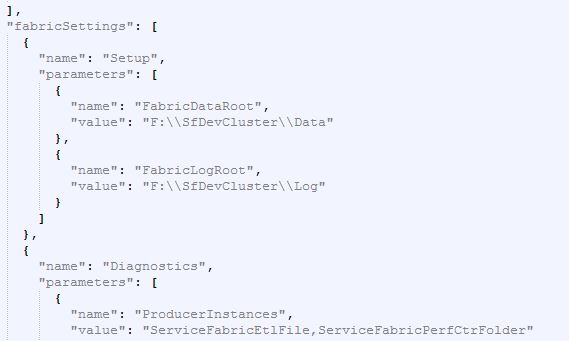 ],
"fabricSettings": [
{
"name": "Setup",
"parameters": [
{
"name": "FabricDataRoot",
"value": "F:\\SfDevCluster\\Data"
},
{
"name": "FabricLogRoot",
"value": "F:\\SfDevCluster\\Log"
}
]
},
{
"name": "Diagnostics",
"parameters": [
{
"name": "ProducerInstances",
"value": "ServiceFabricEtlFile,ServiceFabricPerfCtrFolder"